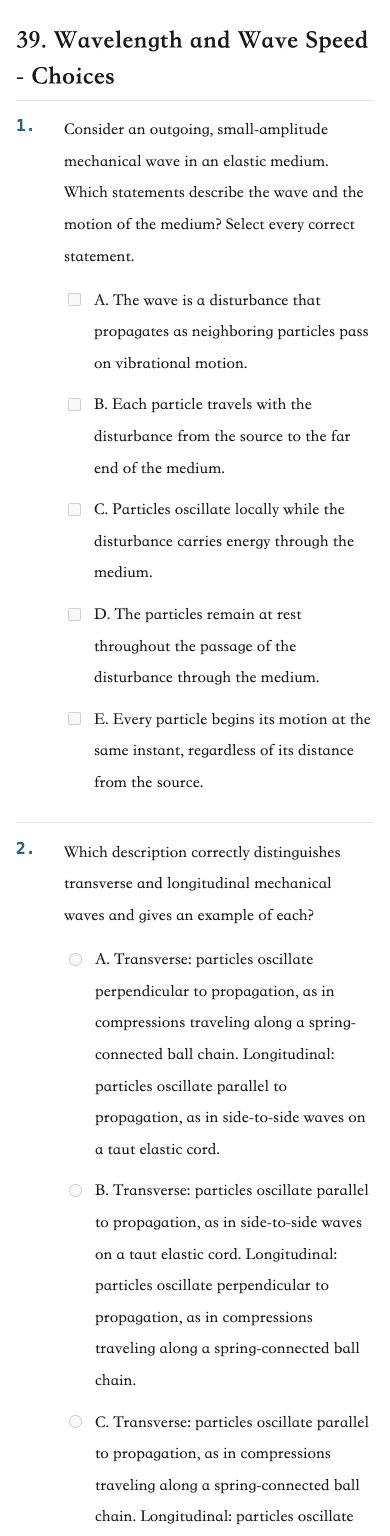 39. Wavelength and Wave Speed
- Choices
1.
Consider an outgoing, small-amplitude
mechanical wave in an elastic medium.
Which statements describe the wave and the
motion of the medium? Select every correct
statement.
A. The wave is a disturbance that
propagates as neighboring particles pass
on vibrational motion.
B. Each particle travels with the
disturbance from the source to the far
end of the medium.
C. Particles oscillate locally while the
disturbance carries energy through the
medium.
D. The particles remain at rest
throughout the passage of the
disturbance through the medium.
E. Every particle begins its motion at the
same instant, regardless of its distance
from the source.
2.
Which description correctly distinguishes
transverse and longitudinal mechanical
waves and gives an example of each?
A. Transverse: particles oscillate
perpendicular to propagation, as in
compressions traveling along a spring-
connected ball chain. Longitudinal:
particles oscillate parallel to
propagation, as in side-to-side waves on
a taut elastic cord.
B. Transverse: particles oscillate parallel
to propagation, as in side-to-side waves
on a taut elastic cord. Longitudinal:
particles oscillate perpendicular to
propagation, as in compressions
traveling along a spring-connected ball
chain.
C. Transverse: particles oscillate parallel
to propagation, as in compressions
traveling along a spring-connected ball
chain. Longitudinal: particles oscillate